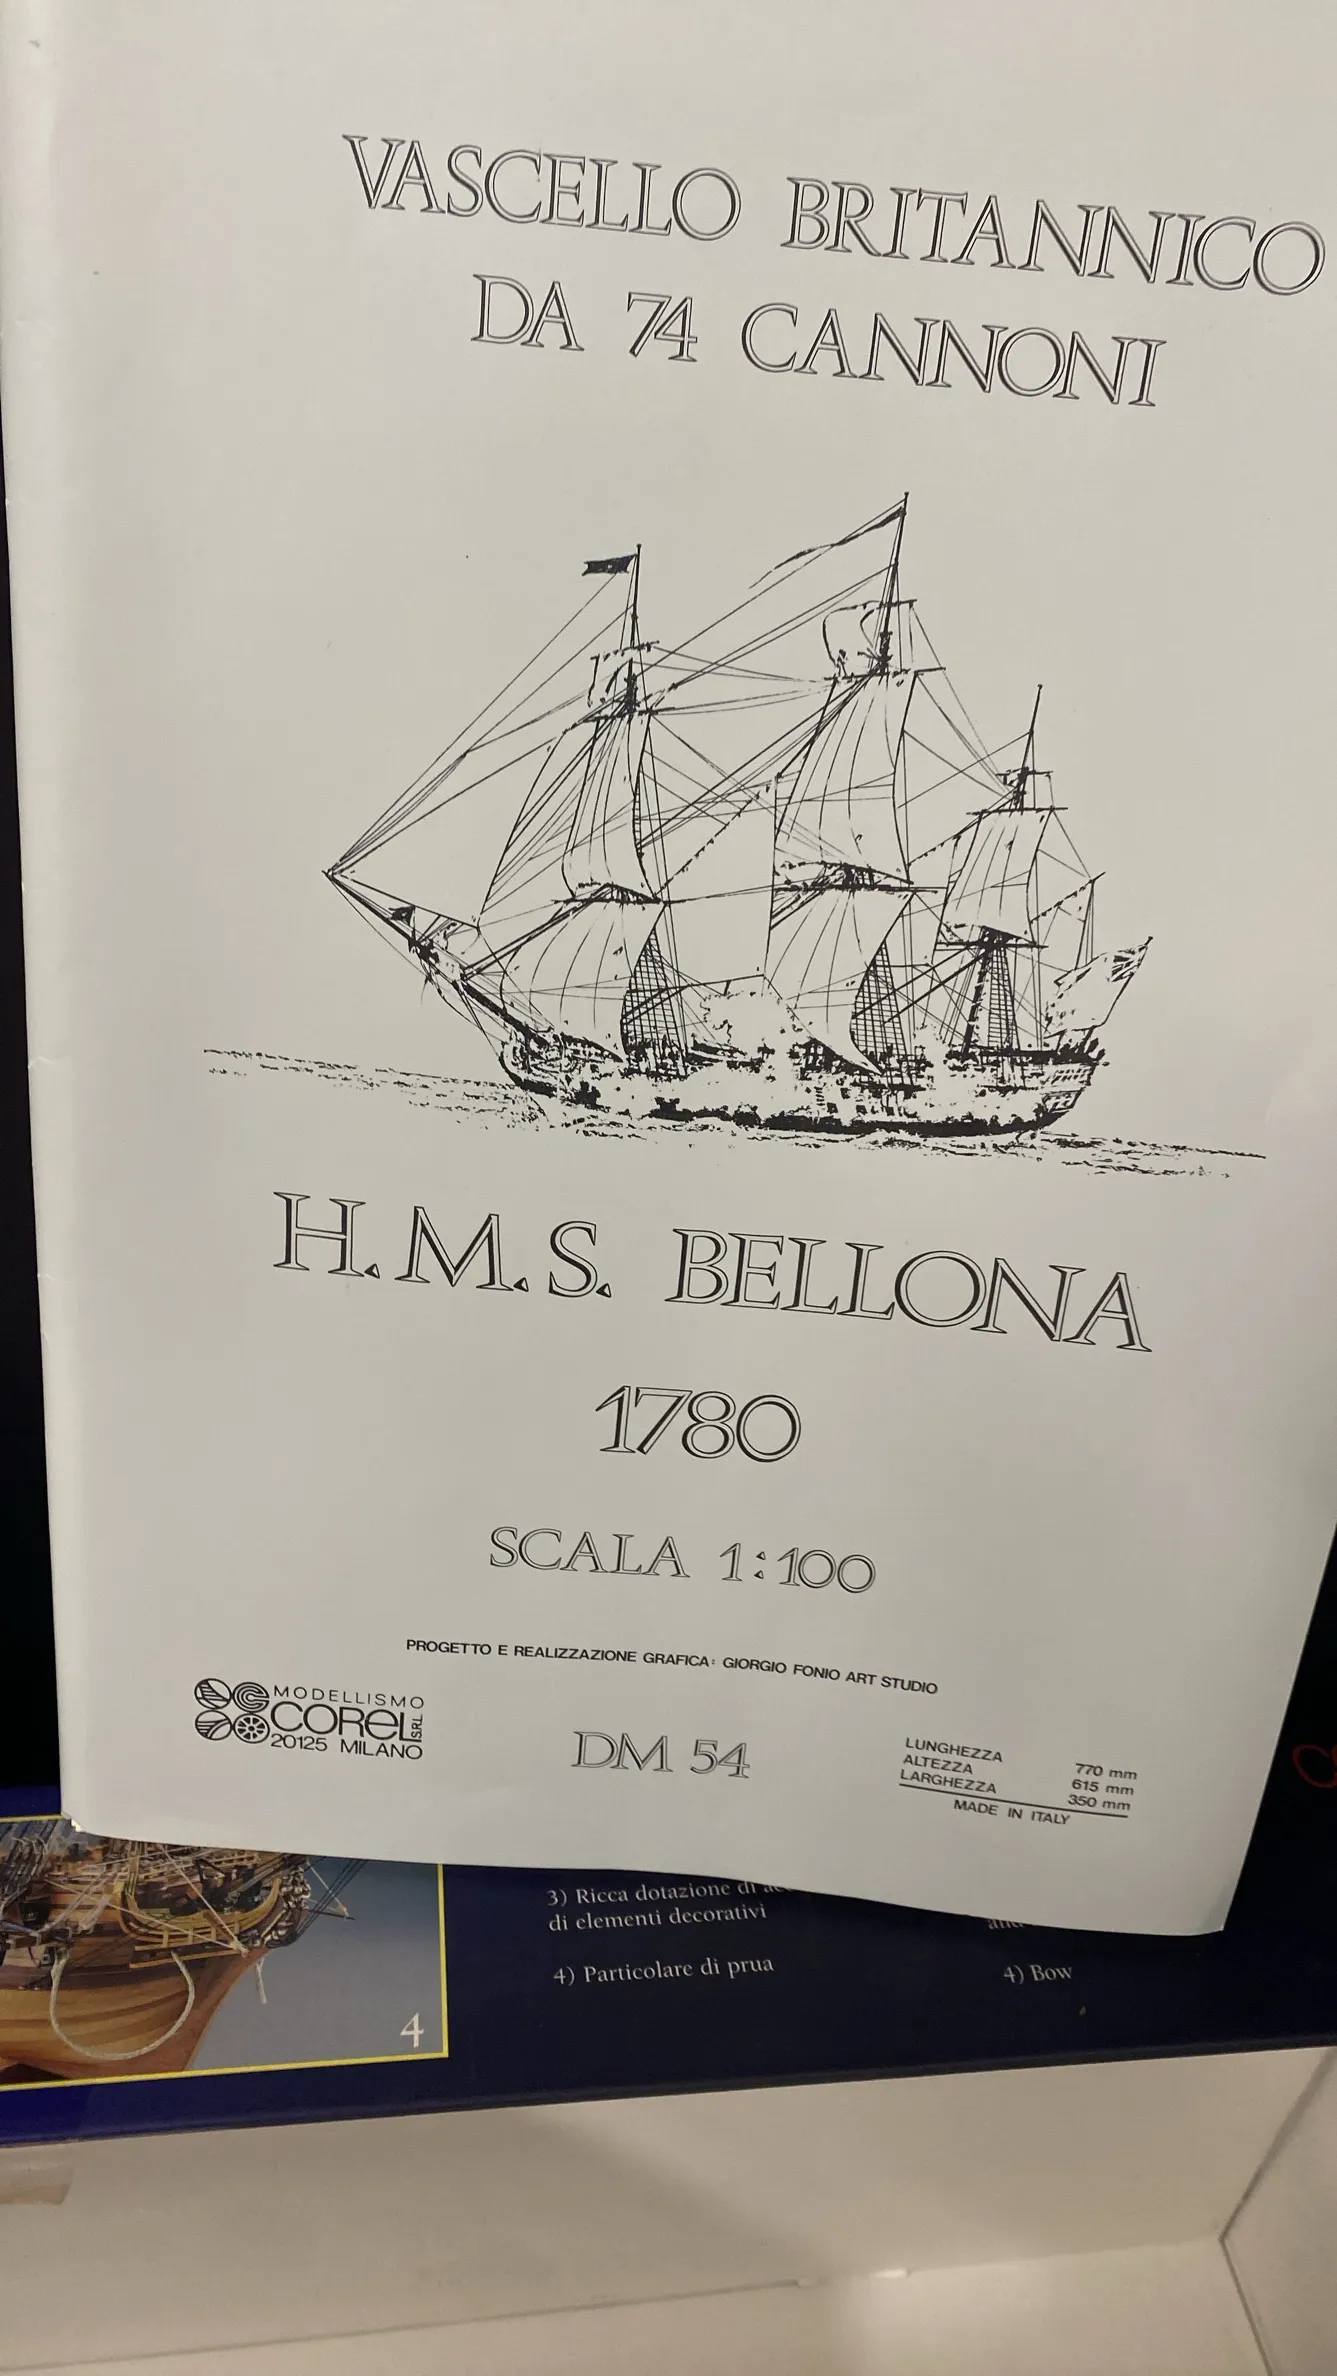 VASCELLO BRITANNICO
DA 74 CANNONI
H.M.S. BELLONA
1780
SCALA 1:100
PROGETTO E REALIZZAZIONE GRAFICA: GIORGIO FONIO ART STUDIO
MODELLISMO
COREL S.R.L.
20125 MILANO
DM 54
LUNGHEZZA 770 mm
ALTEZZA 615 mm
LARGHEZZA 350 mm
MADE IN ITALY
3) Ricca dotazione di
di elementi decorativi
4) Particolare di prua
4) Bow
4